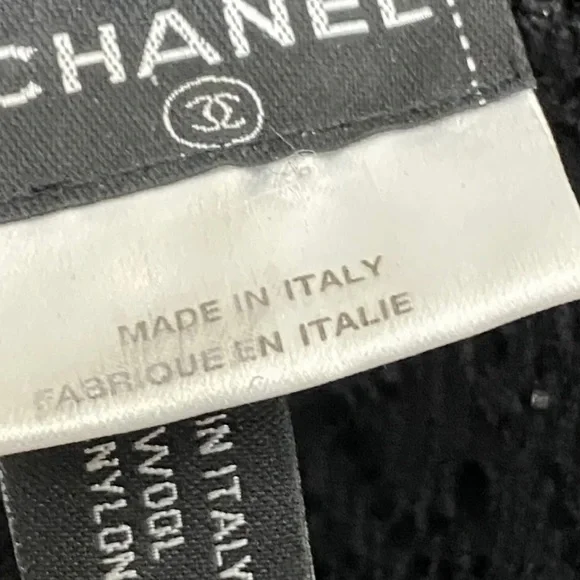 CHANEL
MADE IN ITALY
FABRIQUE EN ITALIE
IN ITALY
WOOL
NYLON